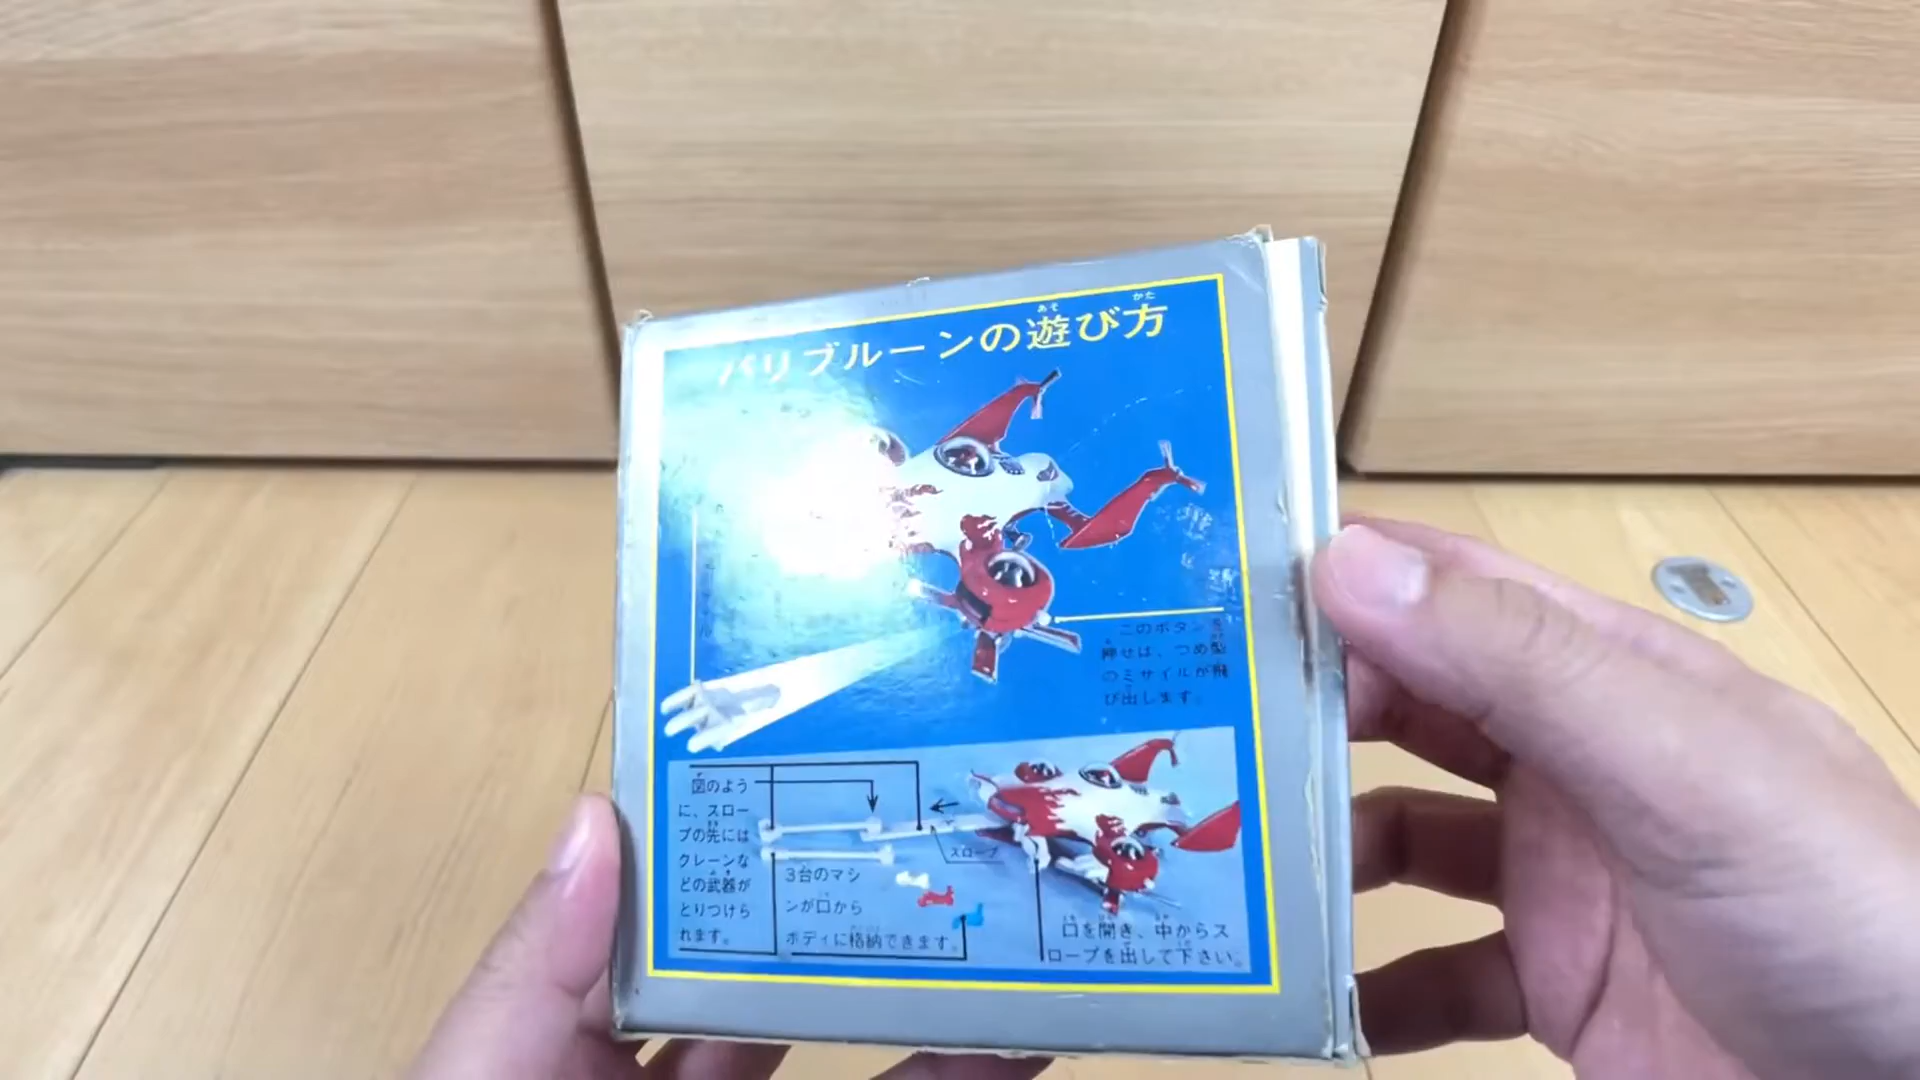 バリブルーンの遊び方
このボタンを
押せば、つめ型
のミサイルが飛
び出します。
図のよう
に、スロー
プの先には
クレーンな
どの武器が
とりつけら
れます。
スロープ
3台のマシ
ンが口から
ボディに格納できます。
口を開き、中からス
ロープを出して下さい。